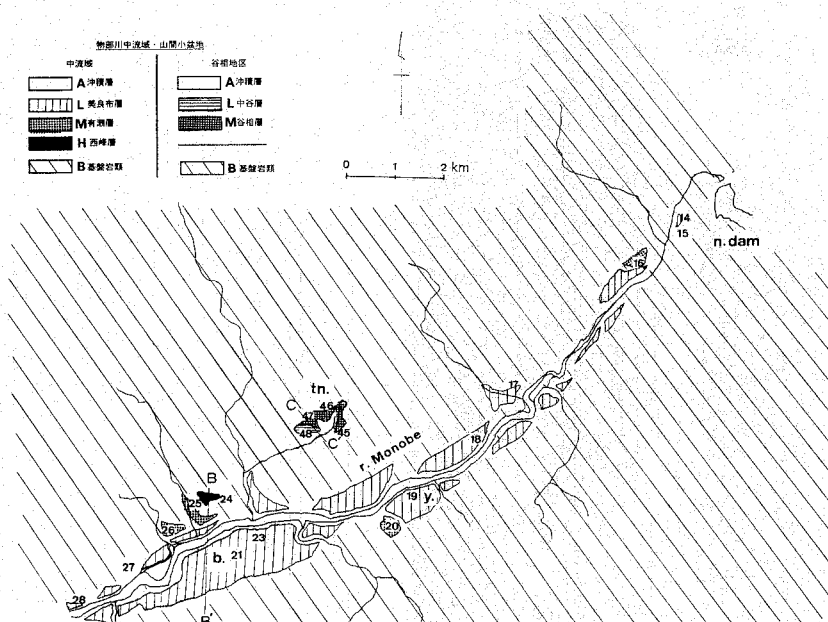 物部川中流域・山間小盆地
中流域
A 沖積層
L 美良布層
M 有瀬層
H 西峰層
B 基盤岩類
谷相地区
A 沖積層
L 中谷層
M 谷相層
B 基盤岩類
0 1 2 km
14
15
n. dam
16
17
tn.
C 46
47
48 45
C'
r. Monobe
18
19 y.
20
B
25 24
26
23
b. 21
27
28
B'